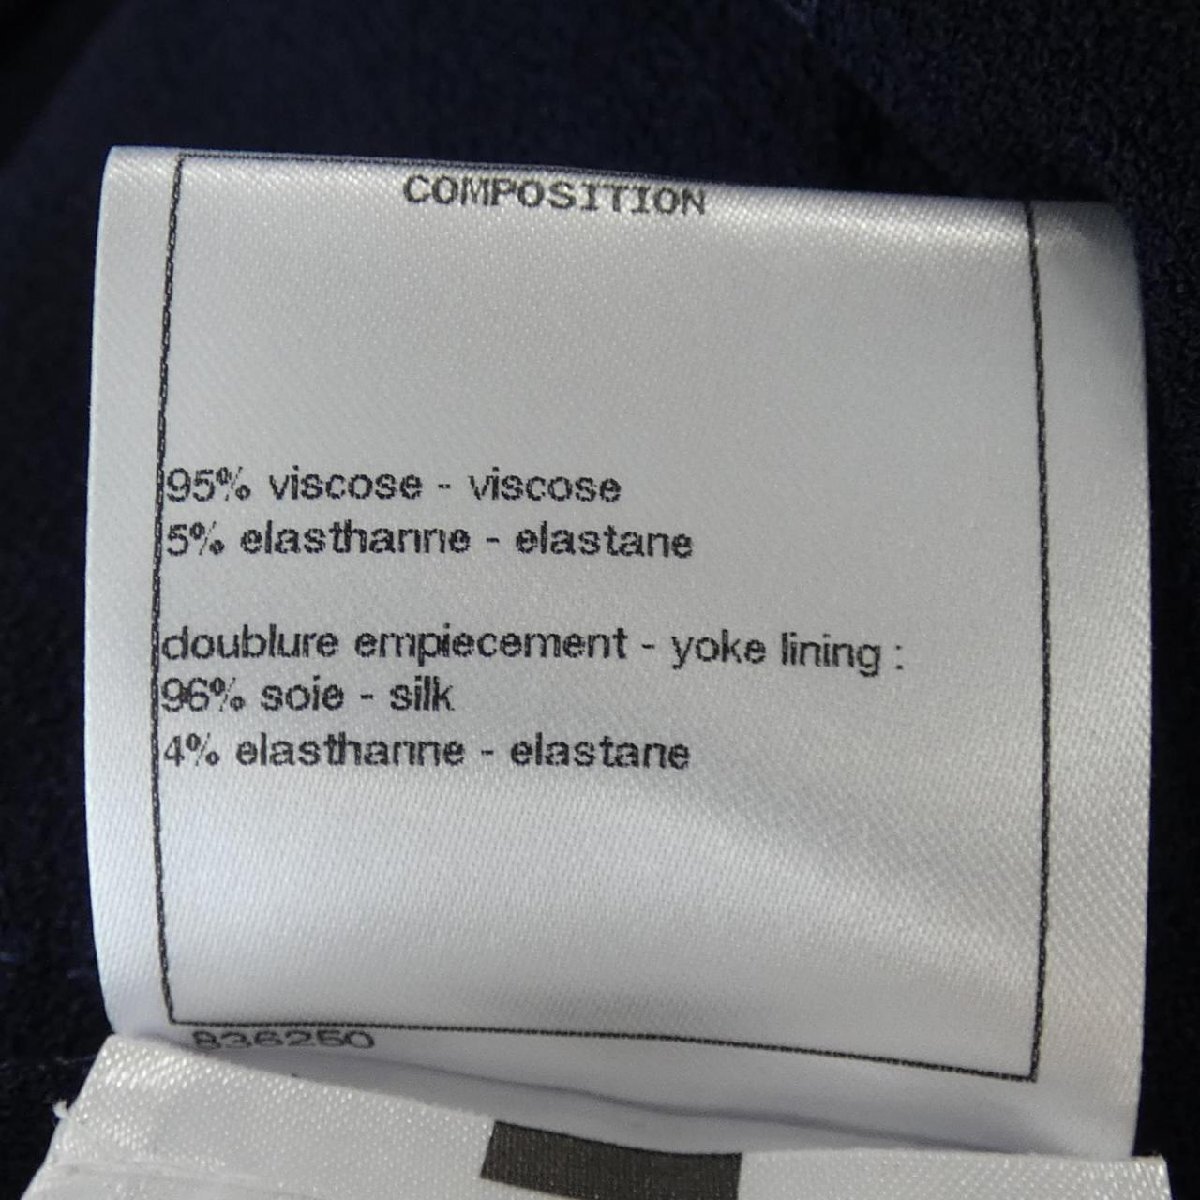 COMPOSITION
95% viscose - viscose
5% elasthanne - elastane
doublure empiecement - yoke lining :
96% soie - silk
4% elasthanne - elastane
836250